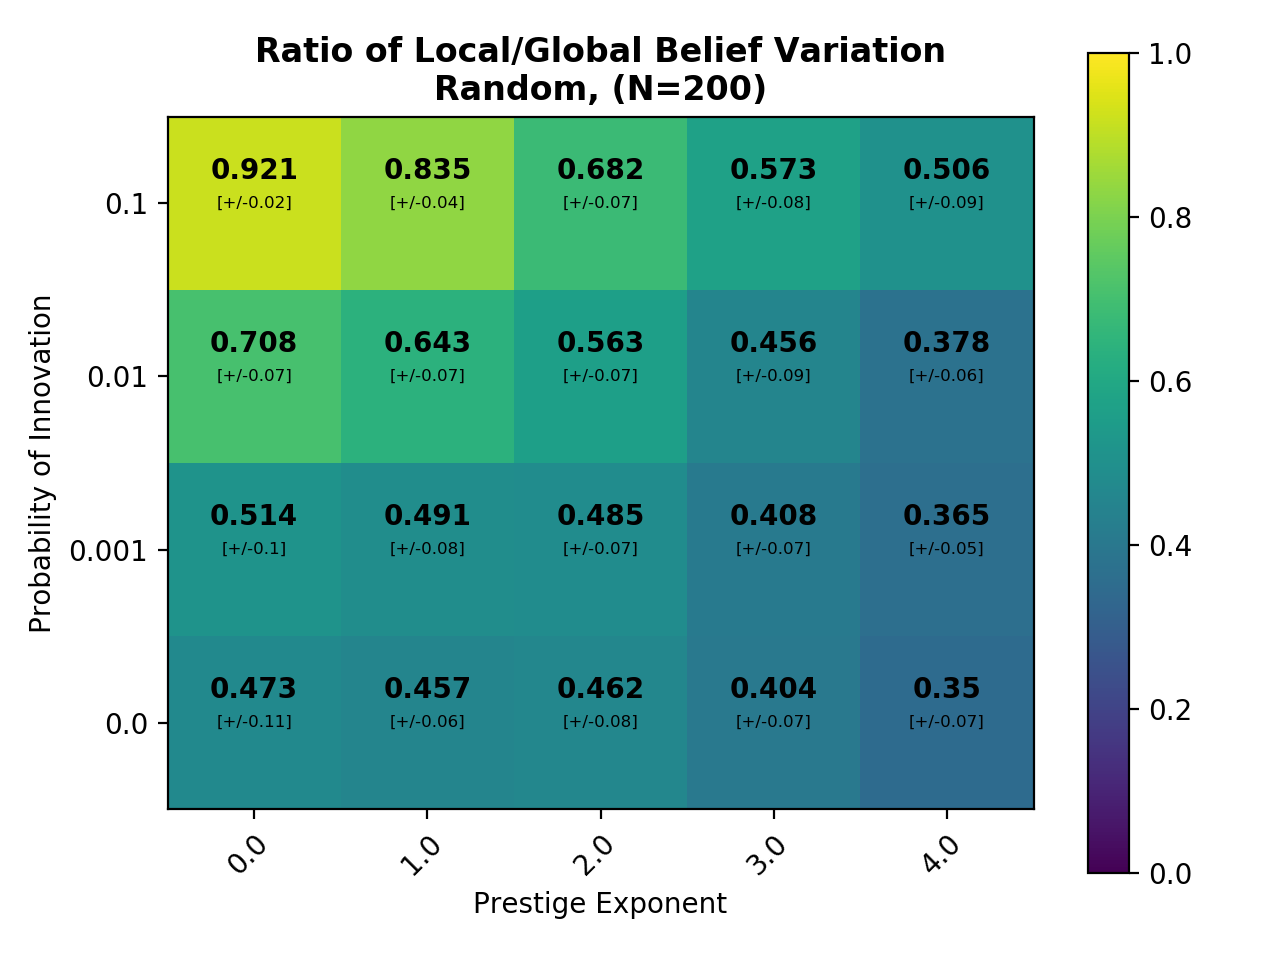 Ratio of Local/Global Belief Variation
Random, (N=200)
1.0
0.8
0.6
0.4
0.2
0.0
Probability of Innovation
0.1
0.921 0.835 0.682 0.573 0.506
[+/-0.02] [+/-0.04] [+/-0.07] [+/-0.08] [+/-0.09]
0.01
0.708 0.643 0.563 0.456 0.378
[+/-0.07] [+/-0.07] [+/-0.07] [+/-0.09] [+/-0.06]
0.001
0.514 0.491 0.485 0.408 0.365
[+/-0.1] [+/-0.08] [+/-0.07] [+/-0.07] [+/-0.05]
0.0
0.473 0.457 0.462 0.404 0.35
[+/-0.11] [+/-0.06] [+/-0.08] [+/-0.07] [+/-0.07]
0.0 1.0 2.0 3.0 4.0
Prestige Exponent